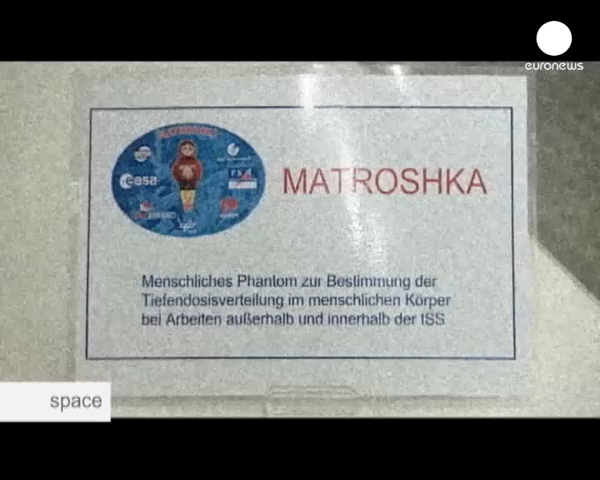 euronews
esa
MATROSHKA
Menschliches Phantom zur Bestimmung der
Tiefendosisverteilung im menschlichen Körper
bei Arbeiten außerhalb und innerhalb der ISS
space